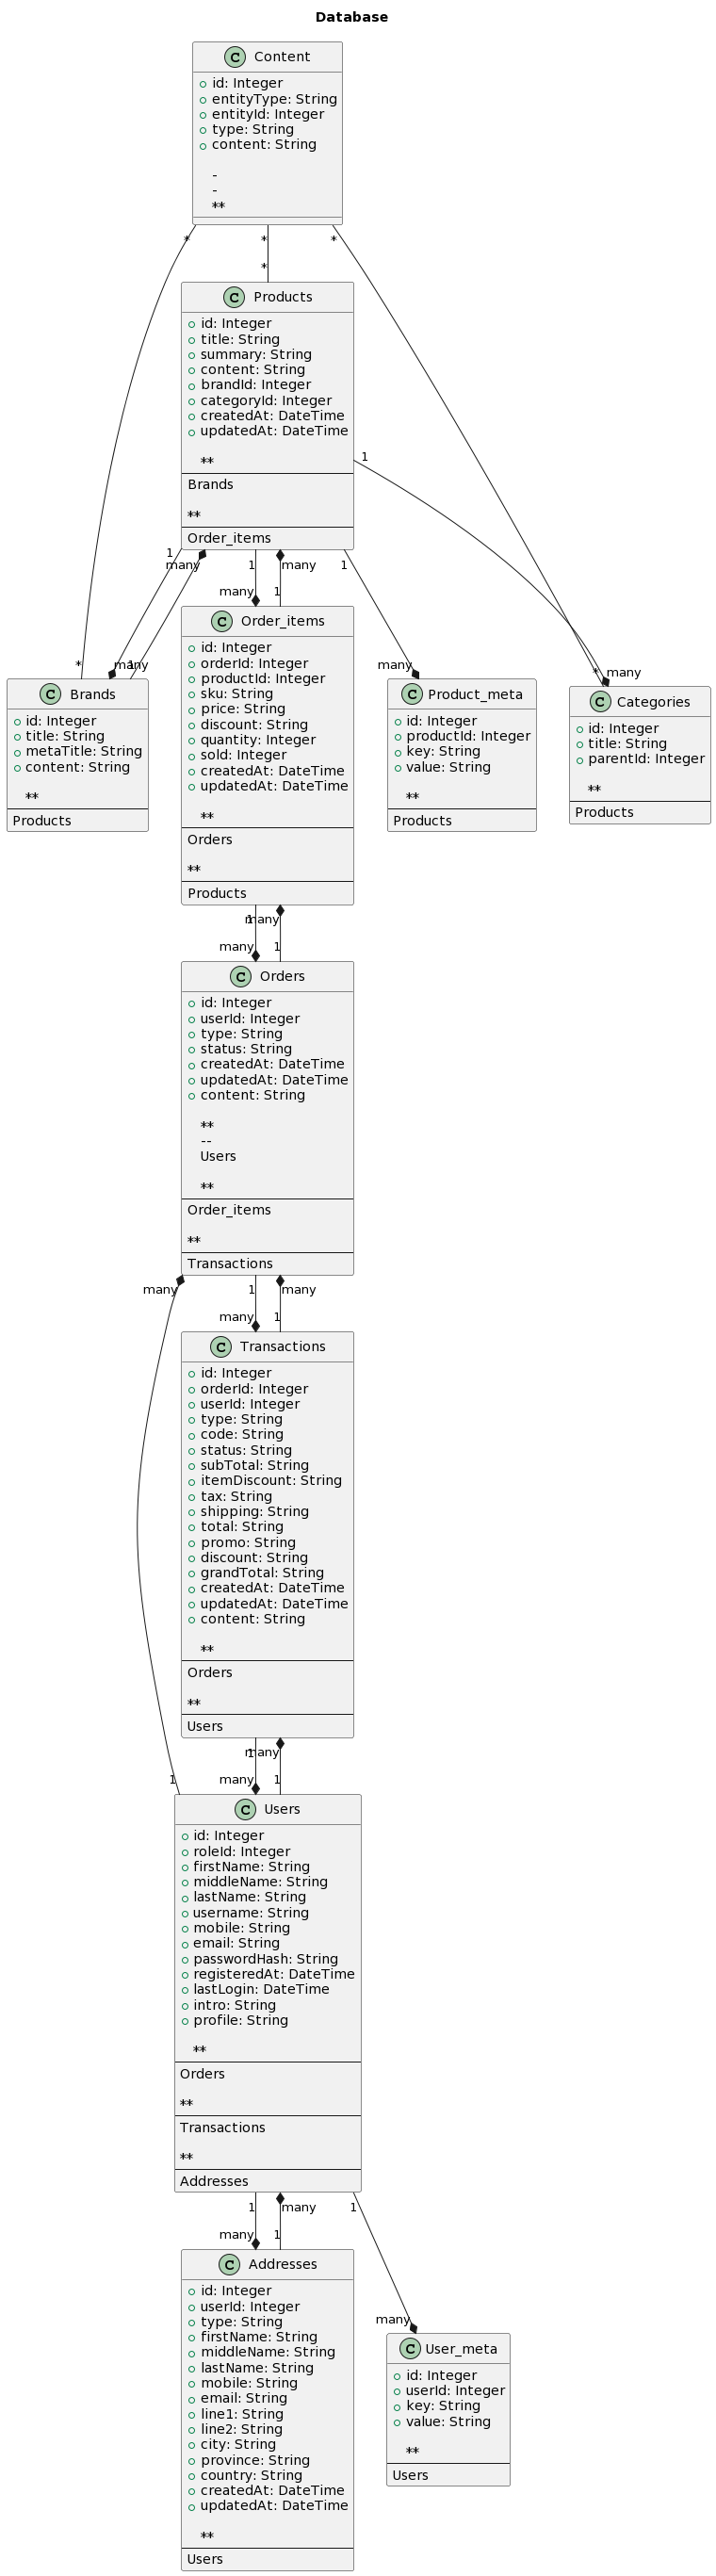 Database
C Content
id: Integer
entityType: String
entityId: Integer
type: String
content: String
-
-
**
* * *
*
C Products
id: Integer
title: String
summary: String
content: String
brandId: Integer
categoryId: Integer
createdAt: DateTime
updatedAt: DateTime
**
Brands
**
Order_items
1
1 many 1 many 1
many 1
* many 1 many * many
C Order_items
id: Integer
orderId: Integer
productId: Integer
sku: String
price: String
discount: String
quantity: Integer
sold: Integer
createdAt: DateTime
updatedAt: DateTime
**
Orders
**
Products
C Brands
id: Integer
title: String
metaTitle: String
content: String
**
Products
C Product_meta
id: Integer
productId: Integer
key: String
value: String
**
Products
C Categories
id: Integer
title: String
parentId: Integer
**
Products
1 many
many 1
C Orders
id: Integer
userId: Integer
type: String
status: String
createdAt: DateTime
updatedAt: DateTime
content: String
**
--
Users
**
Order_items
**
Transactions
many 1 many
many 1
C Transactions
id: Integer
orderId: Integer
userId: Integer
type: String
code: String
status: String
subTotal: String
itemDiscount: String
tax: String
shipping: String
total: String
promo: String
discount: String
grandTotal: String
createdAt: DateTime
updatedAt: DateTime
content: String
**
Orders
**
Users
1 many
1 many 1
C Users
id: Integer
roleId: Integer
firstName: String
middleName: String
lastName: String
username: String
mobile: String
email: String
passwordHash: String
registeredAt: DateTime
lastLogin: DateTime
intro: String
profile: String
**
Orders
**
Transactions
**
Addresses
1 many 1
many 1
many
C Addresses
id: Integer
userId: Integer
type: String
firstName: String
middleName: String
lastName: String
mobile: String
email: String
line1: String
line2: String
city: String
province: String
country: String
createdAt: DateTime
updatedAt: DateTime
**
Users
C User_meta
id: Integer
userId: Integer
key: String
value: String
**
Users